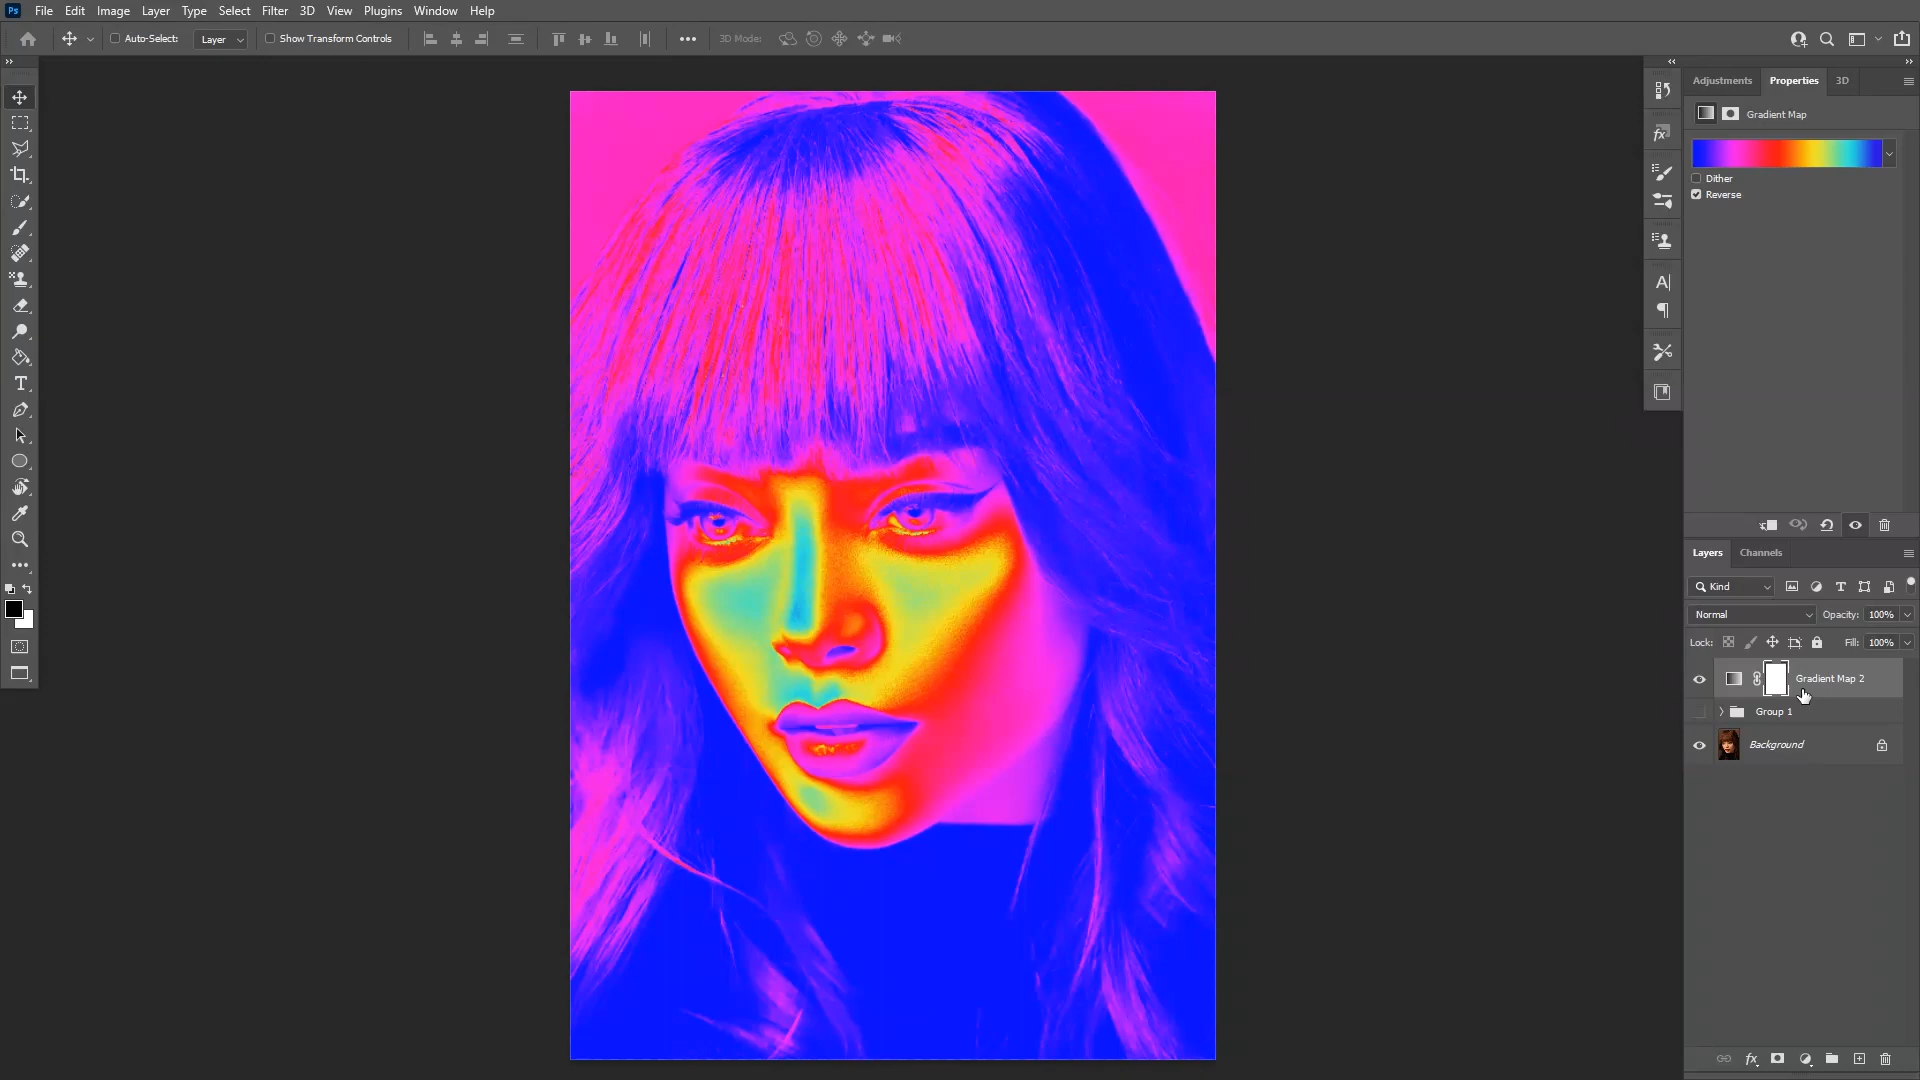 Ps File Edit Image Layer Type Select Filter 3D View Plugins Window Help
Auto-Select: Layer Show Transform Controls 3D Mode:
Adjustments Properties 3D
Gradient Map
Dither
Reverse
Layers Channels
Kind
Normal Opacity: 100%
Lock: Fill: 100%
Gradient Map 2
Group 1
Background